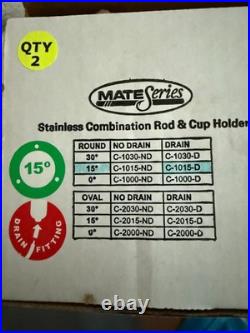 QTY
2
MATESeries
Stainless Combination Rod & Cup Holder
ROUND NO DRAIN DRAIN
30° C-1030-ND C-1030-D
15° C-1015-ND C-1015-D
0° C-1000-ND C-1000-D
15°
OVAL NO DRAIN DRAIN
30° C-2030-ND C-2030-D
15° C-2015-ND C-2015-D
0° C-2000-ND C-2000-D
DRAIN FITTING